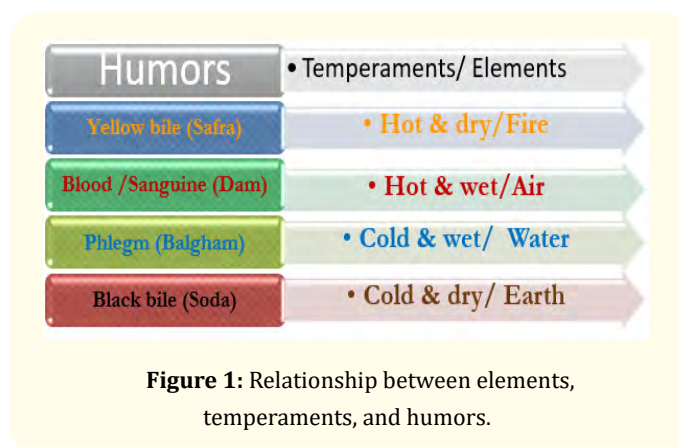 Humors • Temperaments/ Elements
Yellow bile (Safra) • Hot & dry/Fire
Blood /Sanguine (Dam) • Hot & wet/Air
Phlegm (Balgham) • Cold & wet/ Water
Black bile (Soda) • Cold & dry/ Earth
Figure 1: Relationship between elements,
temperaments, and humors.